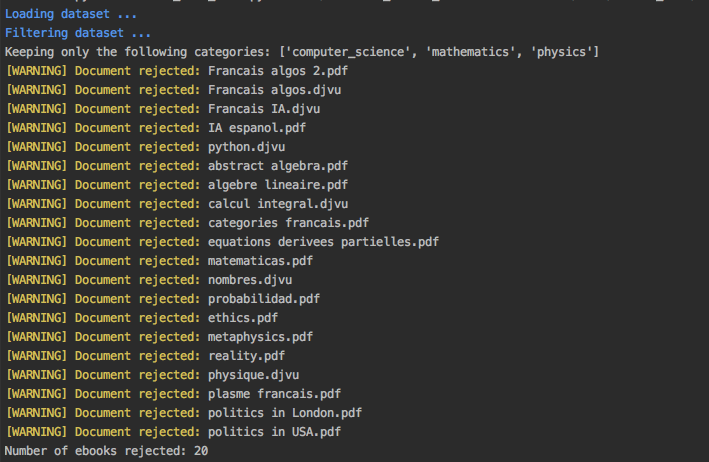 Loading dataset ...
Filtering dataset ...
Keeping only the following categories: ['computer_science', 'mathematics', 'physics']
[WARNING] Document rejected: Francais algos 2.pdf
[WARNING] Document rejected: Francais algos.djvu
[WARNING] Document rejected: Francais IA.djvu
[WARNING] Document rejected: IA espanol.pdf
[WARNING] Document rejected: python.djvu
[WARNING] Document rejected: abstract algebra.pdf
[WARNING] Document rejected: algebre lineaire.pdf
[WARNING] Document rejected: calcul integral.djvu
[WARNING] Document rejected: categories francais.pdf
[WARNING] Document rejected: equations derivees partielles.pdf
[WARNING] Document rejected: matematicas.pdf
[WARNING] Document rejected: nombres.djvu
[WARNING] Document rejected: probabilidad.pdf
[WARNING] Document rejected: ethics.pdf
[WARNING] Document rejected: metaphysics.pdf
[WARNING] Document rejected: reality.pdf
[WARNING] Document rejected: physique.djvu
[WARNING] Document rejected: plasme francais.pdf
[WARNING] Document rejected: politics in London.pdf
[WARNING] Document rejected: politics in USA.pdf
Number of ebooks rejected: 20